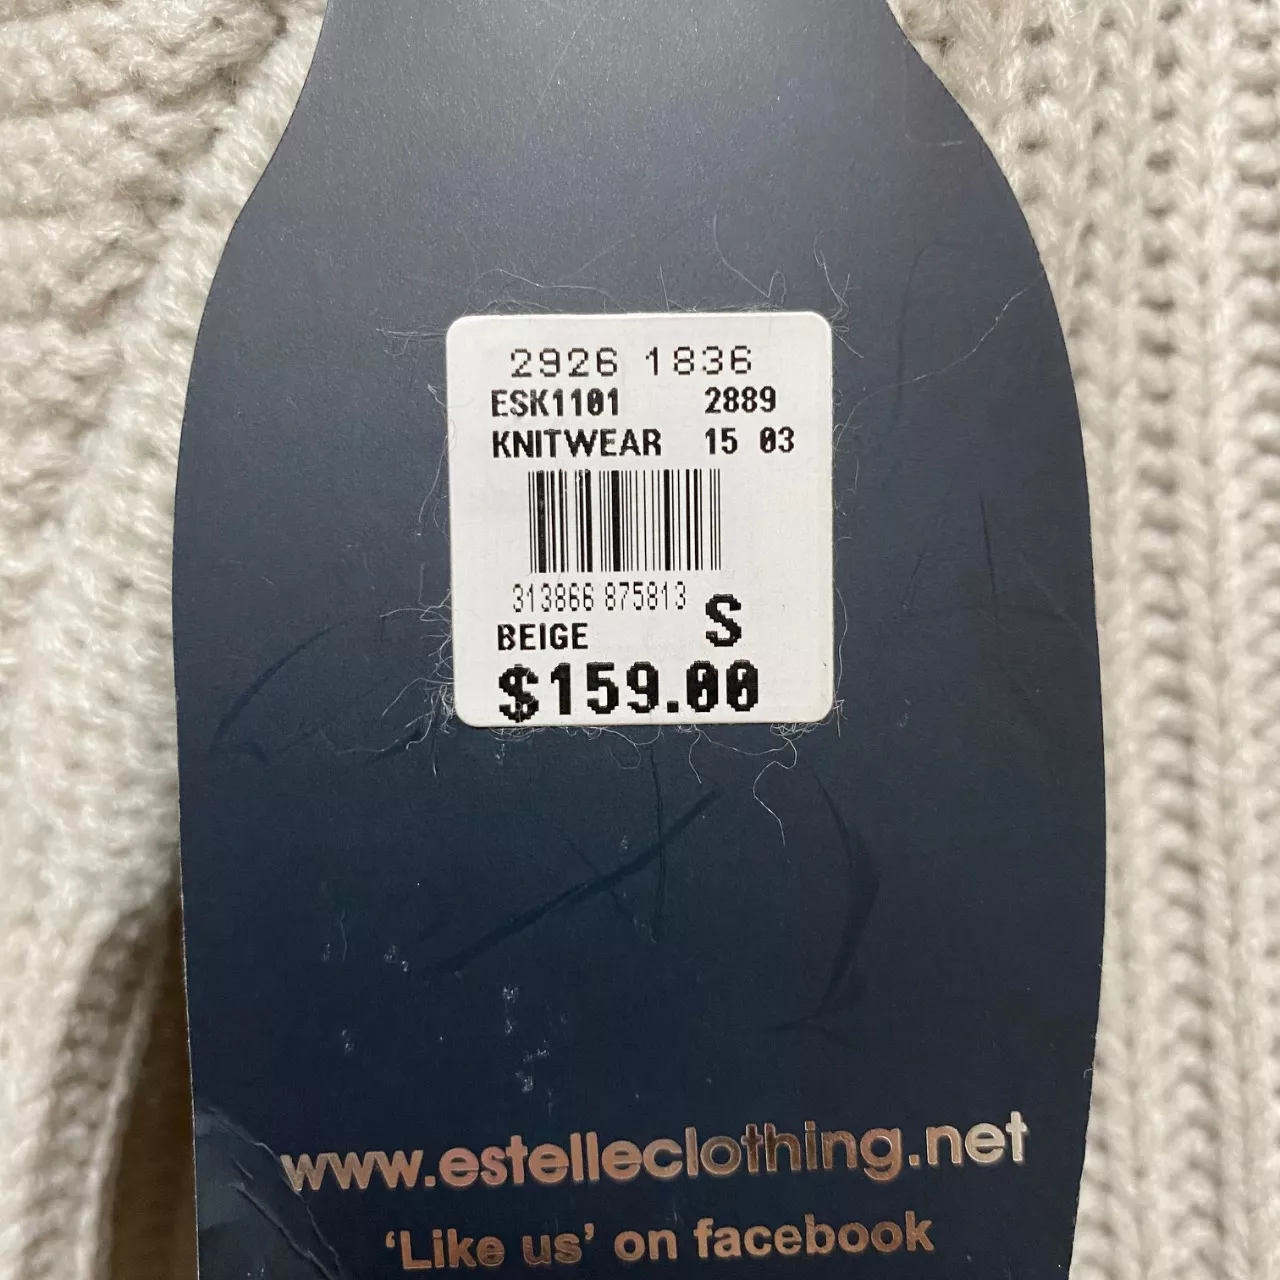 2926 1836
ESK1101 2889
KNITWEAR 15 03
313866 875813
S
BEIGE
$159.00
www.estelleclothing.net
'Like us' on facebook